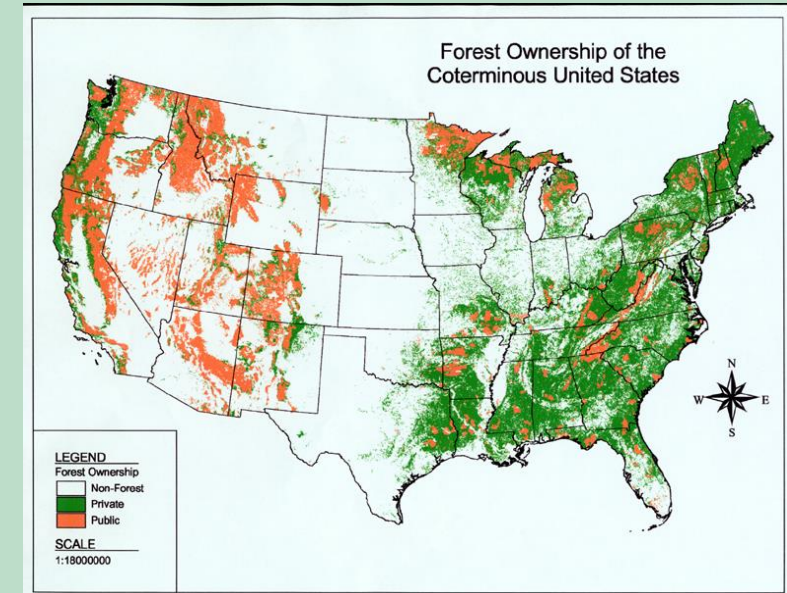 Forest Ownership of the
Coterminous United States
N
W E
S
LEGEND
Forest Ownership
Non-Forest
Private
Public
SCALE
1:18000000